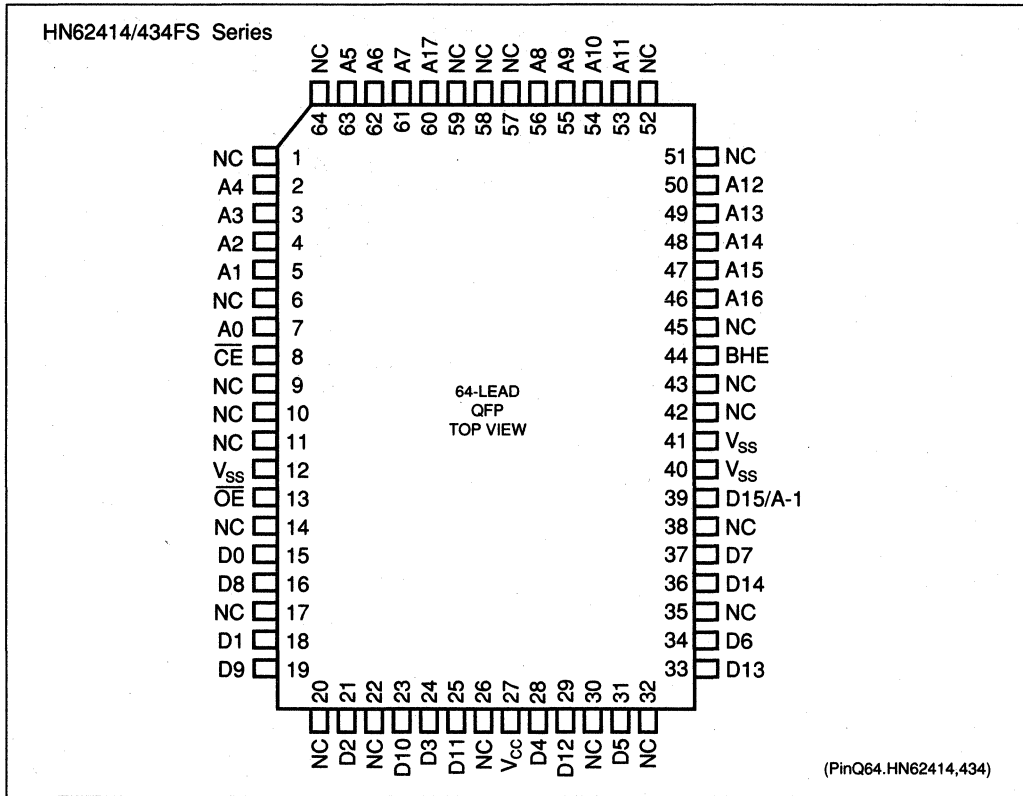 HN62414/434FS Series
NC A5 A6 A7 A17 NC NC NC A8 A9 A10 A11 NC
64 63 62 61 60 59 58 57 56 55 54 53 52
NC 1
A4 2
A3 3
A2 4
A1 5
NC 6
A0 7
CE 8
NC 9
NC 10
NC 11
VSS 12
OE 13
NC 14
D0 15
D8 16
NC 17
D1 18
D9 19
64-LEAD
QFP
TOP VIEW
51 NC
50 A12
49 A13
48 A14
47 A15
46 A16
45 NC
44 BHE
43 NC
42 NC
41 VSS
40 VSS
39 D15/A-1
38 NC
37 D7
36 D14
35 NC
34 D6
33 D13
20 21 22 23 24 25 26 27 28 29 30 31 32
NC D2 NC D10 D3 D11 NC VCC D4 D12 NC D5 NC
(PinQ64.HN62414,434)